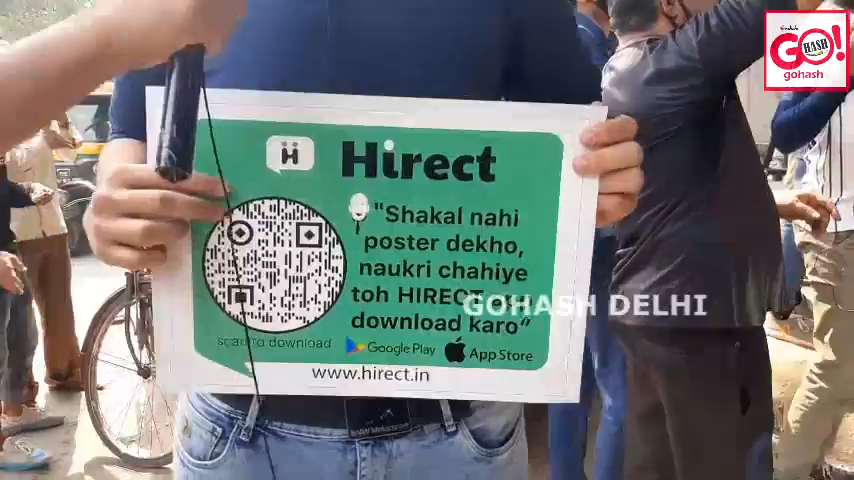 GO!
HASH
gohash
H
Hirect
"Shakal nahi
poster dekho,
naukri chahiye
toh HIRECT
download karo"
scan to download
Google Play
App Store
www.hirect.in
GOHASH DELHI